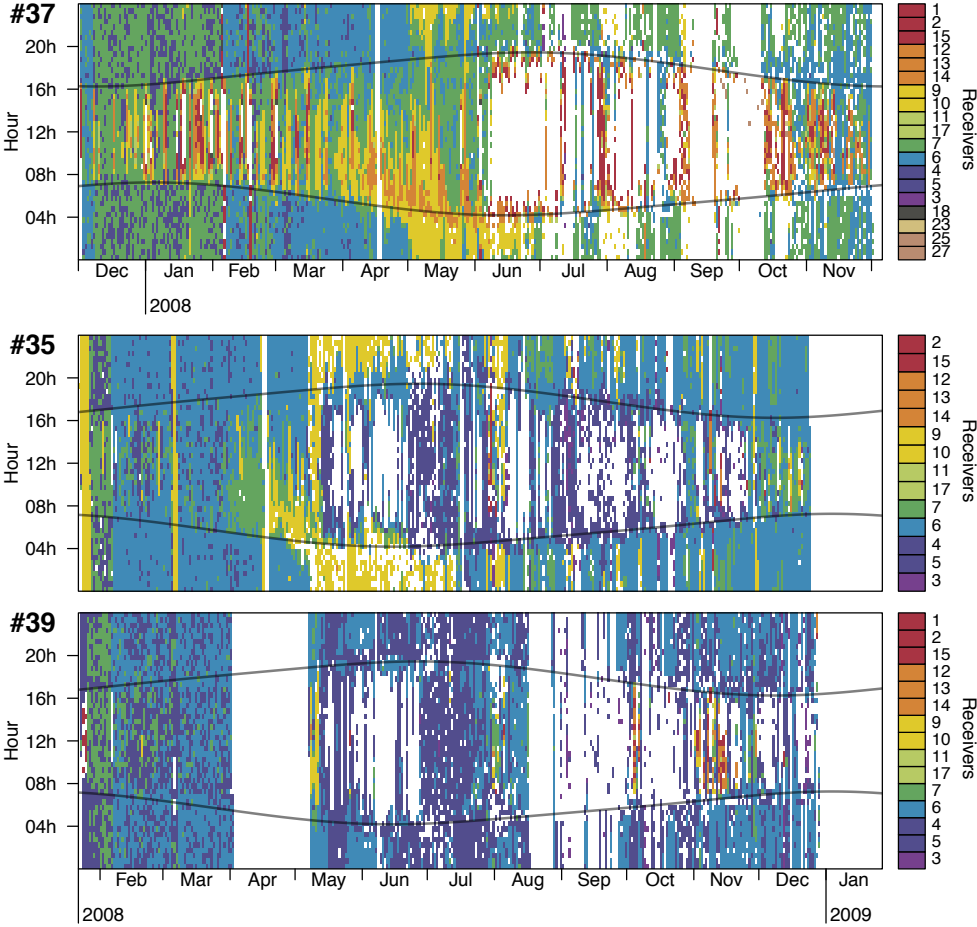 #37
20h
16h
12h
08h
04h
Hour
Dec Jan Feb Mar Apr May Jun Jul Aug Sep Oct Nov
2008
1
2
15
12
13
14
9
10
11
17
7
6
4
5
3
18
23
25
27
Receivers
#35
20h
16h
12h
08h
04h
Hour
2
15
12
13
14
9
10
11
17
7
6
4
5
3
Receivers
#39
20h
16h
12h
08h
04h
Hour
Feb Mar Apr May Jun Jul Aug Sep Oct Nov Dec Jan
2008 2009
1
2
15
12
13
14
9
10
11
17
7
6
4
5
3
Receivers